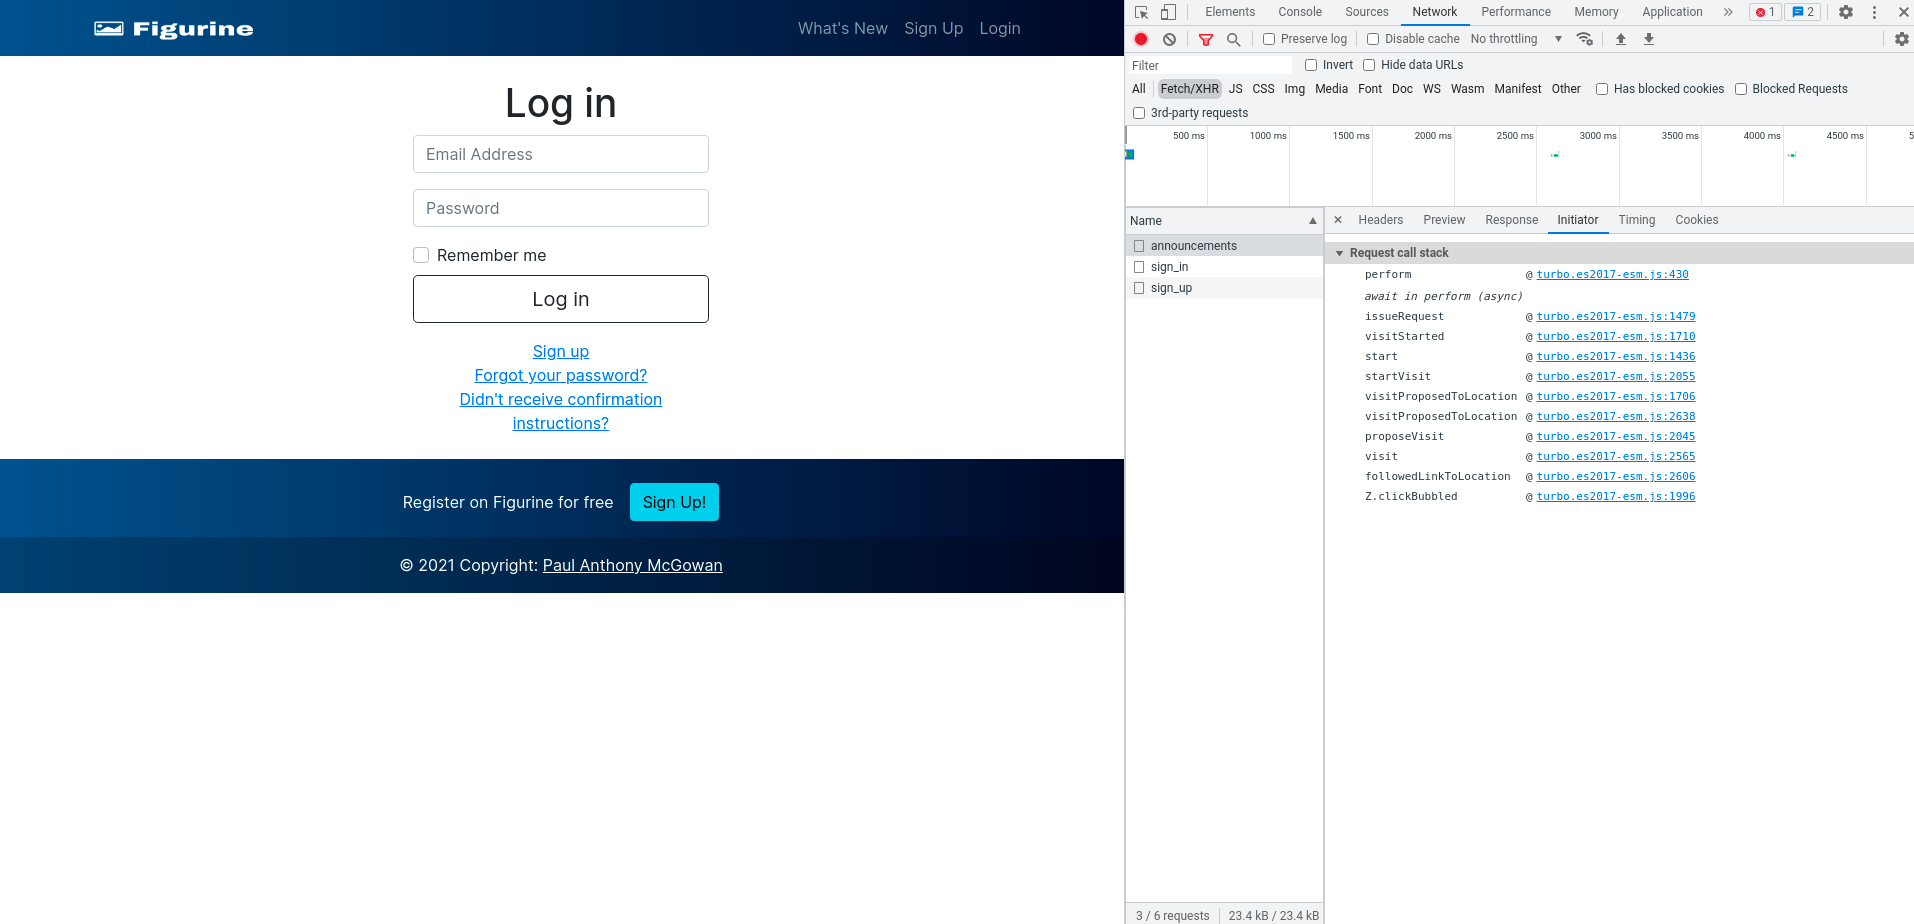 Figurine
What's New Sign Up Login
Log in
Email Address
Password
Remember me
Log in
Sign up
Forgot your password?
Didn't receive confirmation
instructions?
Register on Figurine for free Sign Up!
© 2021 Copyright: Paul Anthony McGowan
Elements Console Sources Network Performance Memory Application » 1 2
Preserve log Disable cache No throttling
Filter Invert Hide data URLs
All Fetch/XHR JS CSS Img Media Font Doc WS Wasm Manifest Other Has blocked cookies Blocked Requests
3rd-party requests
500 ms 1000 ms 1500 ms 2000 ms 2500 ms 3000 ms 3500 ms 4000 ms 4500 ms 5
Name
announcements
sign_in
sign_up
3 / 6 requests 23.4 kB / 23.4 kB
× Headers Preview Response Initiator Timing Cookies
Request call stack
perform @ turbo.es2017-esm.js:430
await in perform (async)
issueRequest @ turbo.es2017-esm.js:1479
visitStarted @ turbo.es2017-esm.js:1710
start @ turbo.es2017-esm.js:1436
startVisit @ turbo.es2017-esm.js:2055
visitProposedToLocation @ turbo.es2017-esm.js:1706
visitProposedToLocation @ turbo.es2017-esm.js:2638
proposeVisit @ turbo.es2017-esm.js:2045
visit @ turbo.es2017-esm.js:2565
followedLinkToLocation @ turbo.es2017-esm.js:2606
Z.clickBubbled @ turbo.es2017-esm.js:1996